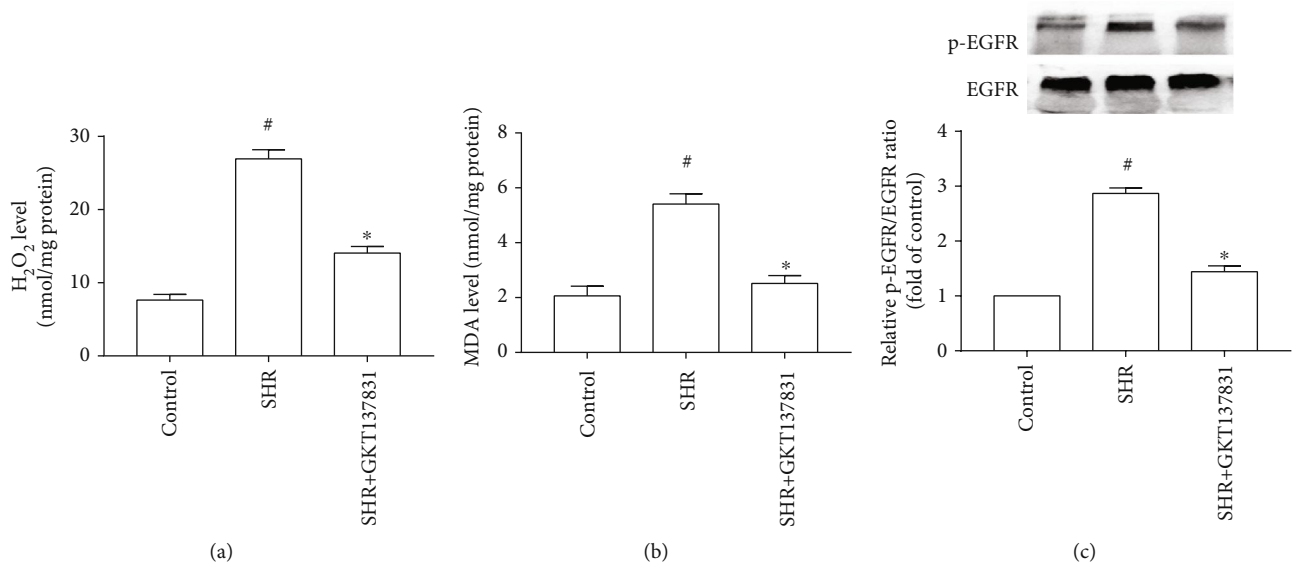 H2O2 level
(nmol/mg protein)
30
20
10
0
#
*
Control
SHR
SHR+GKT137831
(a)
MDA level (nmol/mg protein)
8
6
4
2
0
#
*
Control
SHR
SHR+GKT137831
(b)
p-EGFR
EGFR
Relative p-EGFR/EGFR ratio
(fold of control)
4
3
2
1
0
#
*
Control
SHR
SHR+GKT137831
(c)